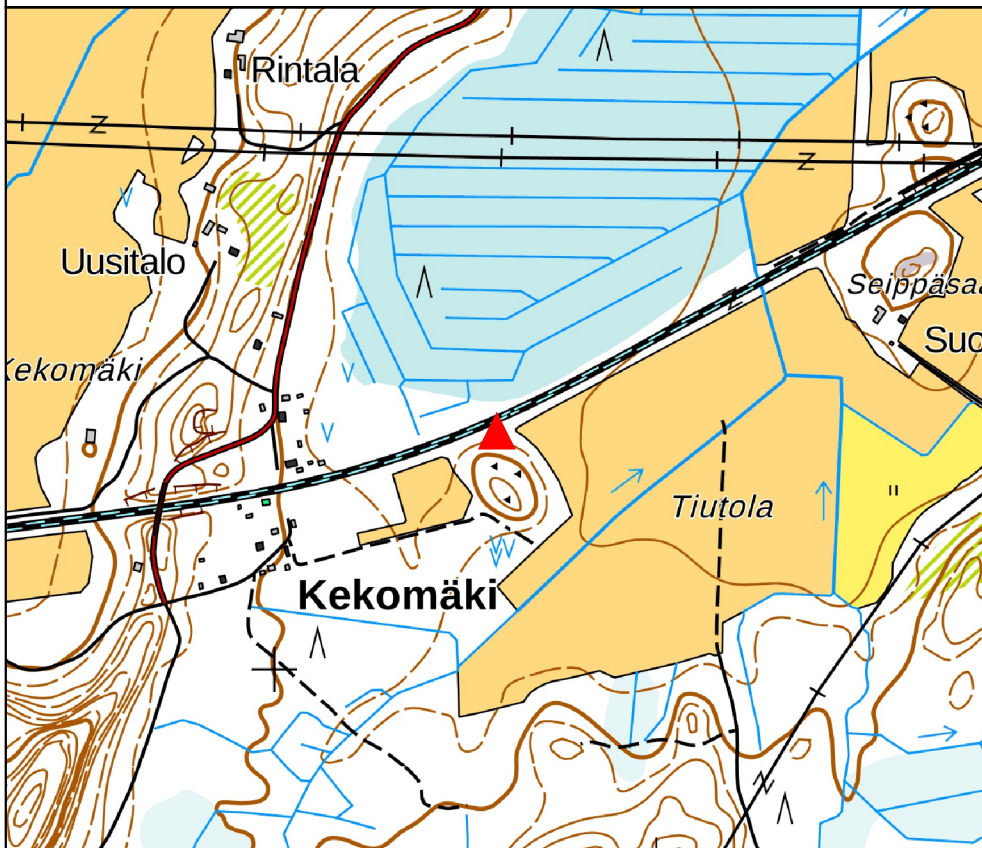 Rintala
Uusitalo
Seippäsaa
Suo
Kekomäki
Tiutola
Kekomäki